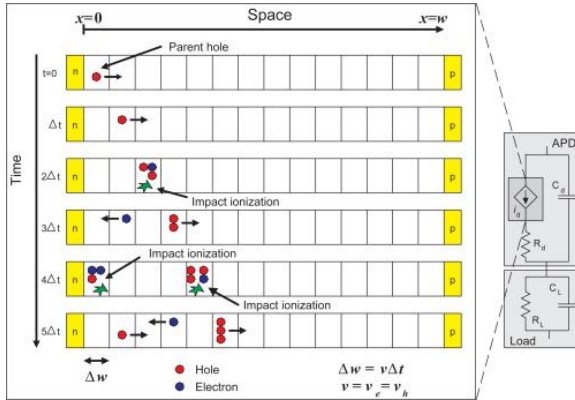 Space
x=0
x=w
Parent hole
t=0
n
p
Δt
n
p
2Δt
n
p
Impact ionization
3Δt
n
p
Impact ionization
4Δt
n
p
Impact ionization
5Δt
n
p
Time
Δw
Hole
Electron
Δw = vΔt
v = v_e = v_h
APD
C_d
i_d
R_d
C_L
R_L
Load